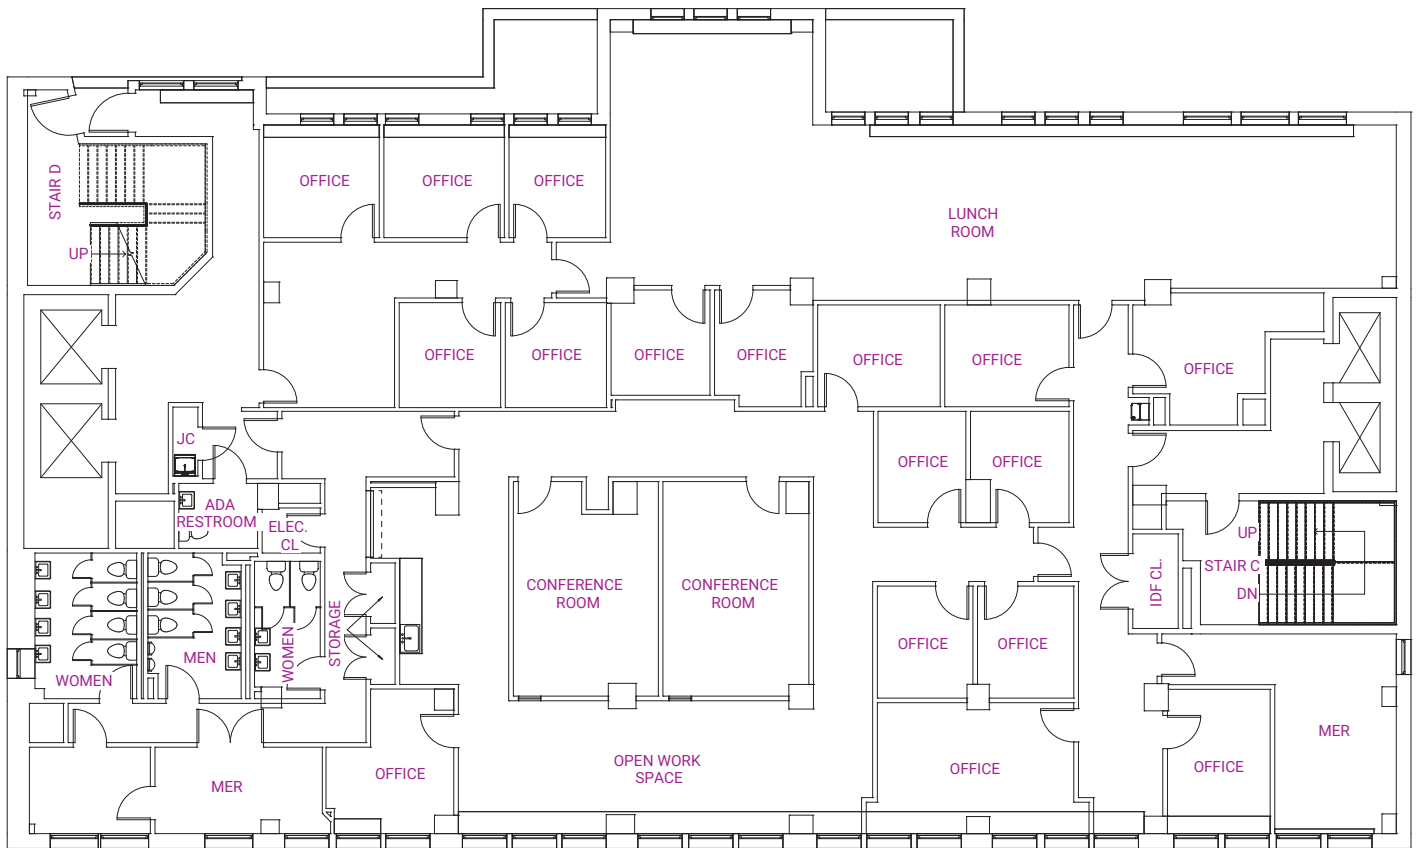 STAIR D
UP
OFFICE
OFFICE
OFFICE
LUNCH
ROOM
OFFICE
OFFICE
OFFICE
OFFICE
OFFICE
OFFICE
OFFICE
JC
ADA
RESTROOM
ELEC.
CL
OFFICE
OFFICE
UP
STAIR C
DN
IDF CL.
CONFERENCE
ROOM
CONFERENCE
ROOM
STORAGE
WOMEN
MEN
WOMEN
OFFICE
OFFICE
MER
OFFICE
OPEN WORK
SPACE
OFFICE
OFFICE
MER